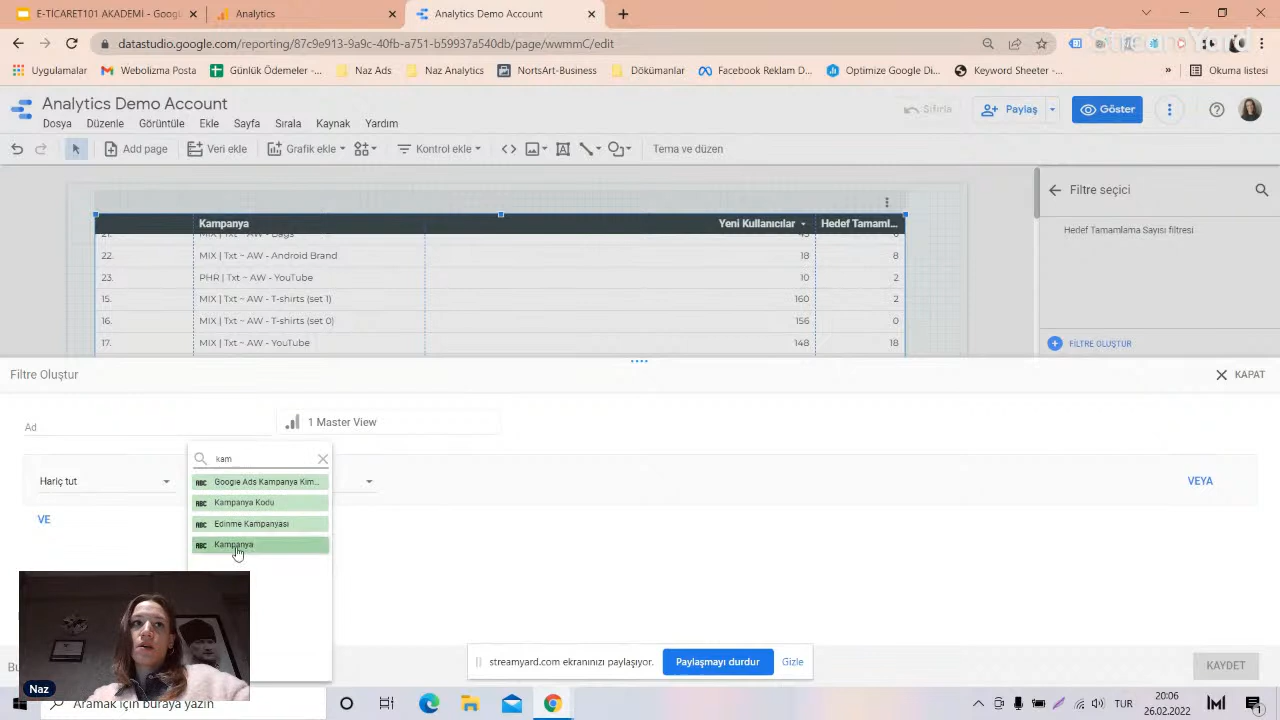 E-TICARET101 AKADEMİ - Googl
Analytics
Analytics Demo Account
datastudio.google.com/reporting/87c9e913-9a9c-40fb-a751-b59937a540db/page/wwmmC/edit
StreamYard
Uygulamalar
Webolizma Posta
Günlük Ödemeler -...
Naz Ads
Naz Analytics
NortsArt-Business
Dökümanlar
Facebook Reklam D...
Optimize Google Di...
Keyword Sheeter -...
»
Okuma listesi
Analytics Demo Account
Sıfırla
Paylaş
Göster
Dosya Düzenle Görüntüle Ekle Sayfa Sırala Kaynak Yardım
Add page
Veri ekle
Grafik ekle
Kontrol ekle
Tema ve düzen
Filtre seçici
Kampanya Yeni Kullanıcılar Hedef Tamaml...
Hedef Tamamlama Sayısı filtresi
22. MIX | Txt ~ AW - Android Brand 18 8
23. PHR | Txt ~ AW - YouTube 10 2
15. MIX | Txt ~ AW - T-shirts (set 1) 160 2
16. MIX | Txt ~ AW - T-shirts (set 0) 156 0
17. MIX | Txt ~ AW - YouTube 148 18
FİLTRE OLUŞTUR
Filtre Oluştur
KAPAT
Ad
1 Master View
kam
Hariç tut
ABC Google Ads Kampanya Kim...
VEYA
ABC Kampanya Kodu
VE
ABC Edinme Kampanyası
ABC Kampanya
streamyard.com ekranınızı paylaşıyor.
Paylaşmayı durdur
Gizle
KAYDET
Naz
Aramak için buraya yazın
TUR
20:06
26.02.2022
1